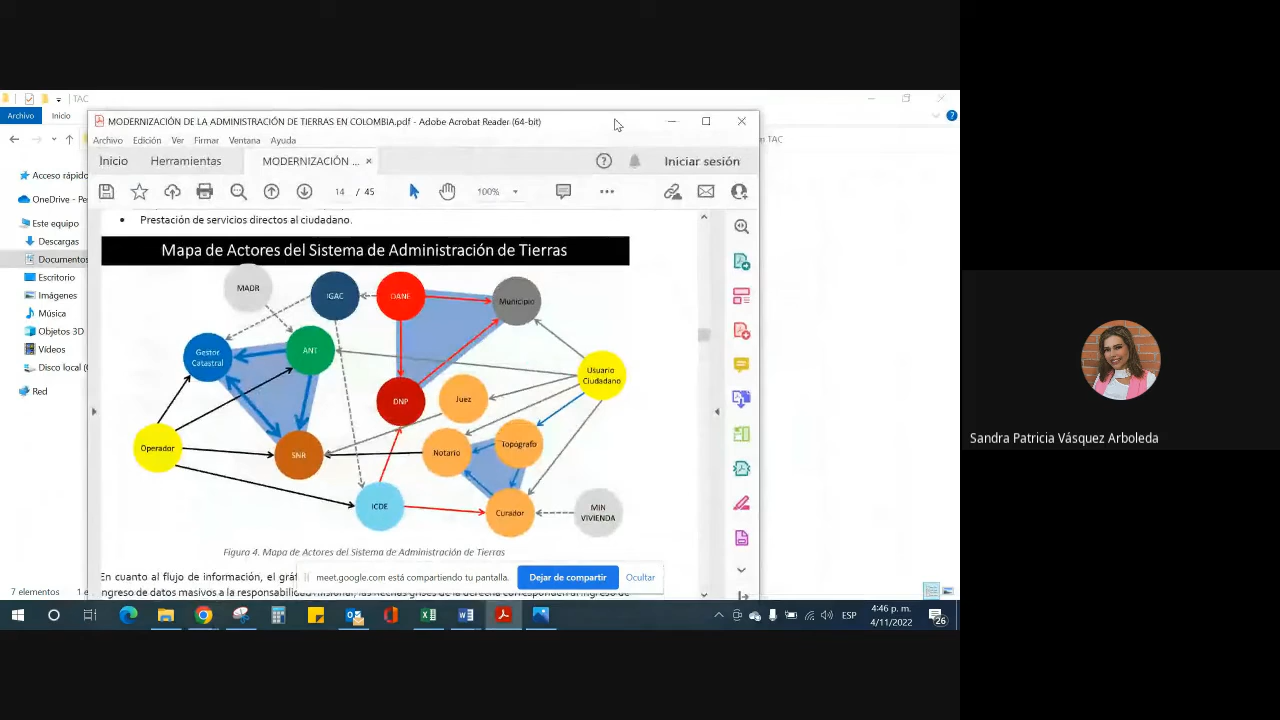 TAC
Archivo
Inicio
Acceso rápido
OneDrive - Pe
Este equipo
Descargas
Documentos
Escritorio
Imágenes
Música
Objetos 3D
Vídeos
Disco local (
Red
7 elementos
TAC
MODERNIZACIÓN DE LA ADMINISTRACIÓN DE TIERRAS EN COLOMBIA.pdf - Adobe Acrobat Reader (64-bit)
Archivo Edición Ver Firmar Ventana Ayuda
Inicio Herramientas MODERNIZACIÓN ... × Iniciar sesión
14 / 45 100%
• Prestación de servicios directos al ciudadano.
Mapa de Actores del Sistema de Administración de Tierras
MADR
IGAC
DANE
Municipio
Gestor
Catastral
ANT
Usuario
Ciudadano
DNP
Juez
Operador
SNR
Notario
Topógrafo
ICDE
Curador
MIN
VIVIENDA
Figura 4. Mapa de Actores del Sistema de Administración de Tierras
En cuanto al flujo de información, el grá
meet.google.com está compartiendo tu pantalla. Dejar de compartir Ocultar
ESP
4:46 p. m.
4/11/2022
26
Sandra Patricia Vásquez Arboleda